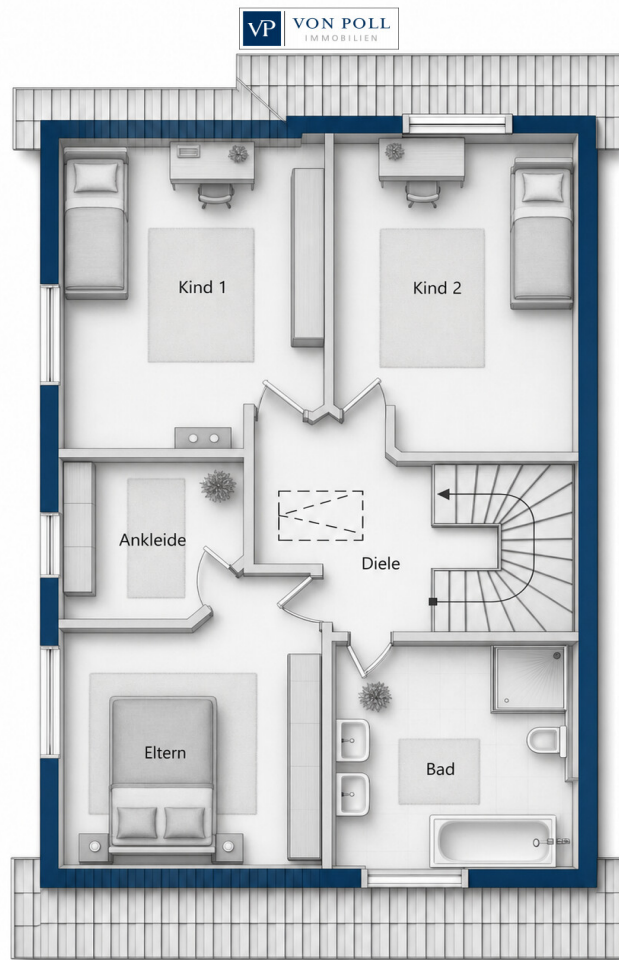 VP VON POLL
IMMOBILIEN
Kind 1
Kind 2
Ankleide
Diele
Eltern
Bad